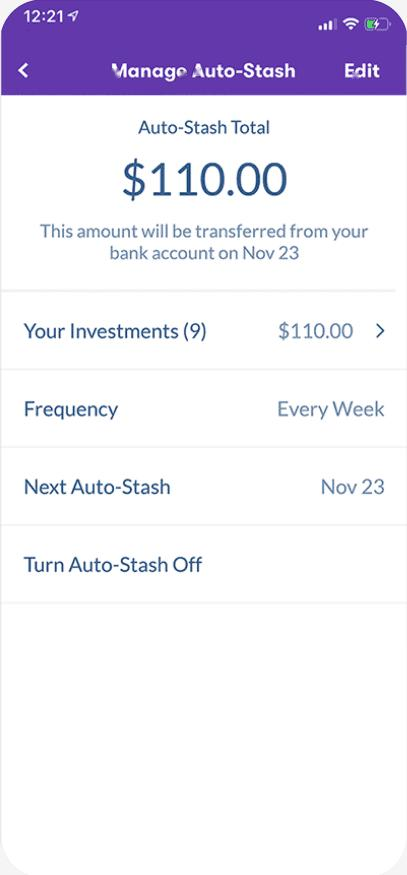 12:21
Manage Auto-Stash Edit
Auto-Stash Total
$110.00
This amount will be transferred from your
bank account on Nov 23
Your Investments (9) $110.00
Frequency Every Week
Next Auto-Stash Nov 23
Turn Auto-Stash Off